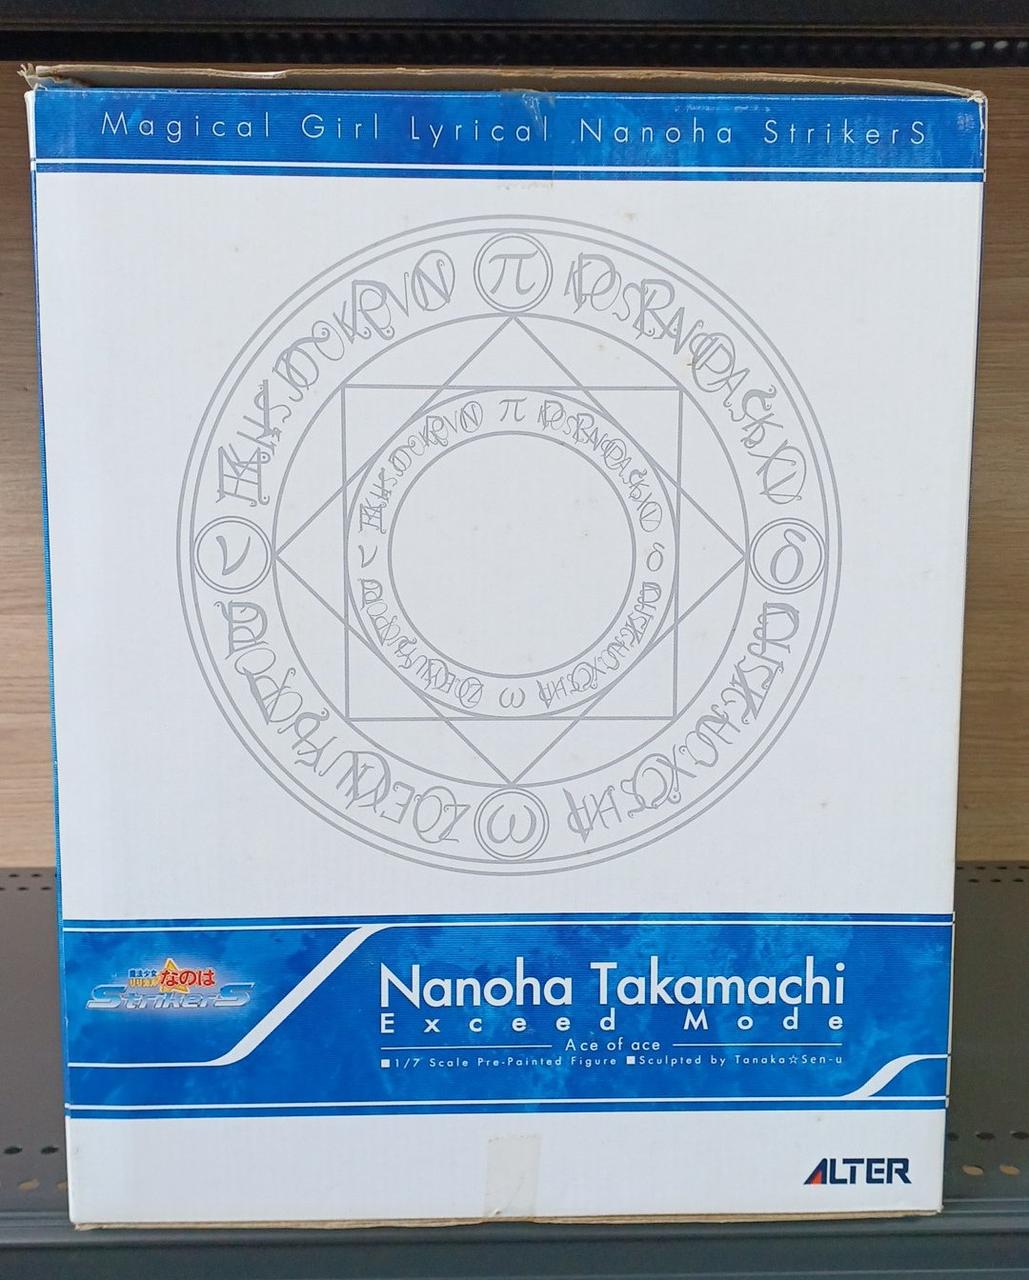 Magical Girl Lyrical Nanoha StrikerS
π
ν
δ
ω
π
ν
δ
ω
魔法少女
リリカル なのは
StrikerS
Nanoha Takamachi
Exceed Mode
Ace of ace
■1/7 Scale Pre-Painted Figure ■Sculpted by Tanaka☆Sen-u
ALTER